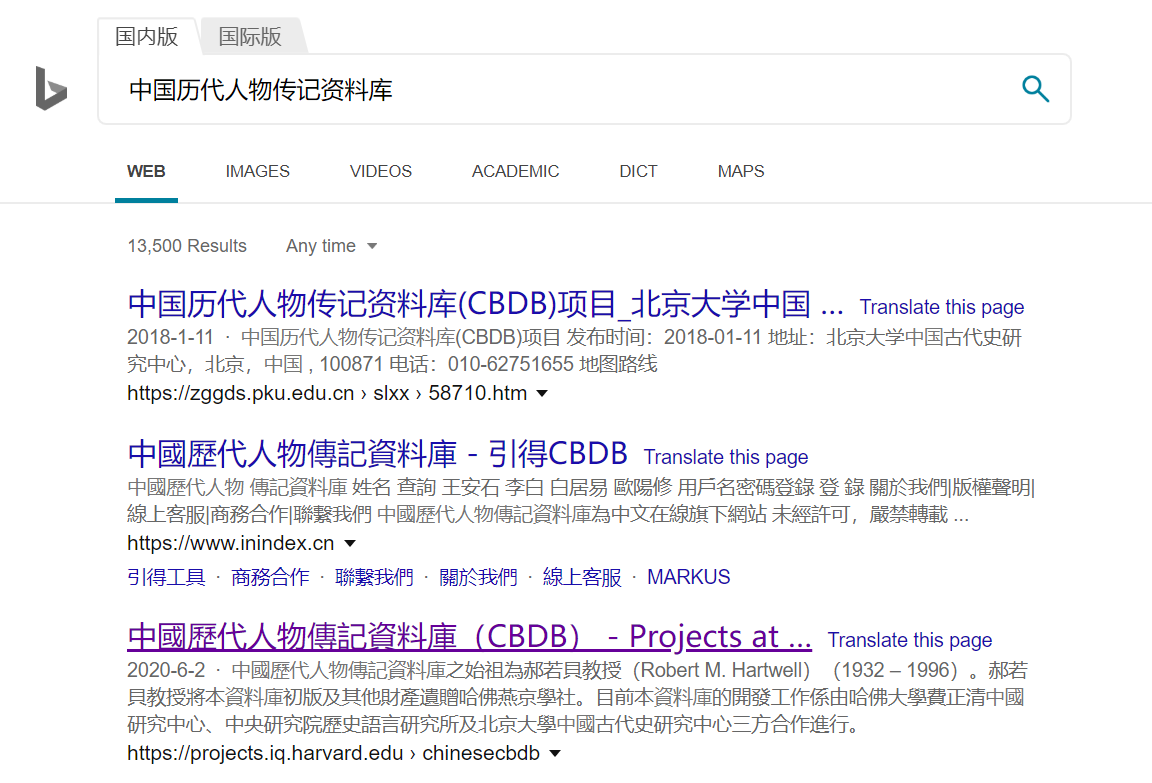 国内版 国际版
中国历代人物传记资料库
WEB IMAGES VIDEOS ACADEMIC DICT MAPS
13,500 Results Any time
中国历代人物传记资料库(CBDB)项目_北京大学中国 ... Translate this page
2018-1-11 · 中国历代人物传记资料库(CBDB)项目 发布时间：2018-01-11 地址：北京大学中国古代史研
究中心，北京，中国 , 100871 电话：010-62751655 地图路线
https://zggds.pku.edu.cn › slxx › 58710.htm
中國歷代人物傳記資料庫 - 引得CBDB Translate this page
中國歷代人物 傳記資料庫 姓名 查詢 王安石 李白 白居易 歐陽修 用戶名密碼登錄 登 錄 關於我們|版權聲明|
線上客服|商務合作|聯繫我們 中國歷代人物傳記資料庫為中文在線旗下網站 未經許可，嚴禁轉載 ...
https://www.inindex.cn
引得工具 · 商務合作 · 聯繫我們 · 關於我們 · 線上客服 · MARKUS
中國歷代人物傳記資料庫（CBDB） - Projects at ... Translate this page
2020-6-2 · 中國歷代人物傳記資料庫之始祖為郝若貝教授（Robert M. Hartwell）（1932 – 1996）。郝若
貝教授將本資料庫初版及其他財產遺贈哈佛燕京學社。目前本資料庫的開發工作係由哈佛大學費正清中國
研究中心、中央研究院歷史語言研究所及北京大學中國古代史研究中心三方合作進行。
https://projects.iq.harvard.edu › chinesecbdb